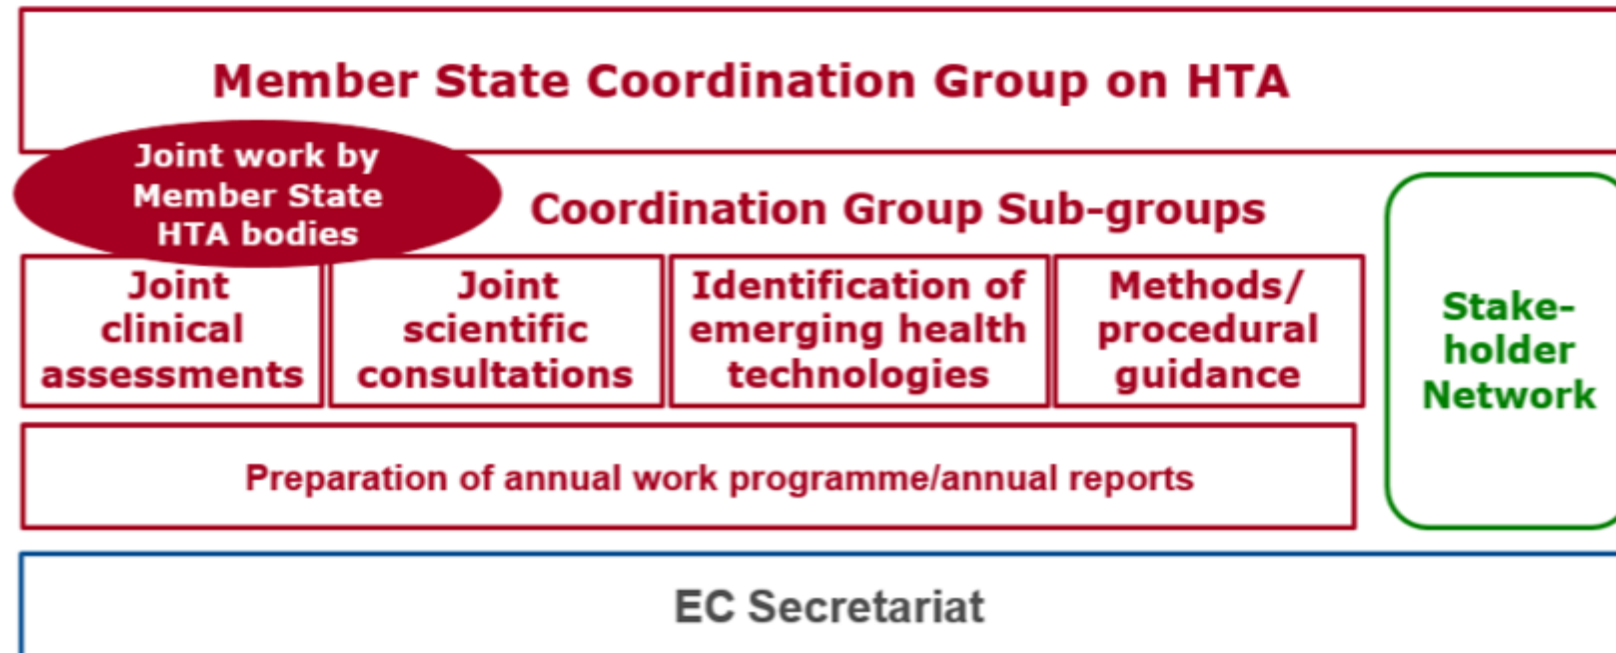 Member State Coordination Group on HTA
Joint work by
Member State
HTA bodies
Coordination Group Sub-groups
Joint
clinical
assessments
Joint
scientific
consultations
Identification of
emerging health
technologies
Methods/
procedural
guidance
Stake-
holder
Network
Preparation of annual work programme/annual reports
EC Secretariat